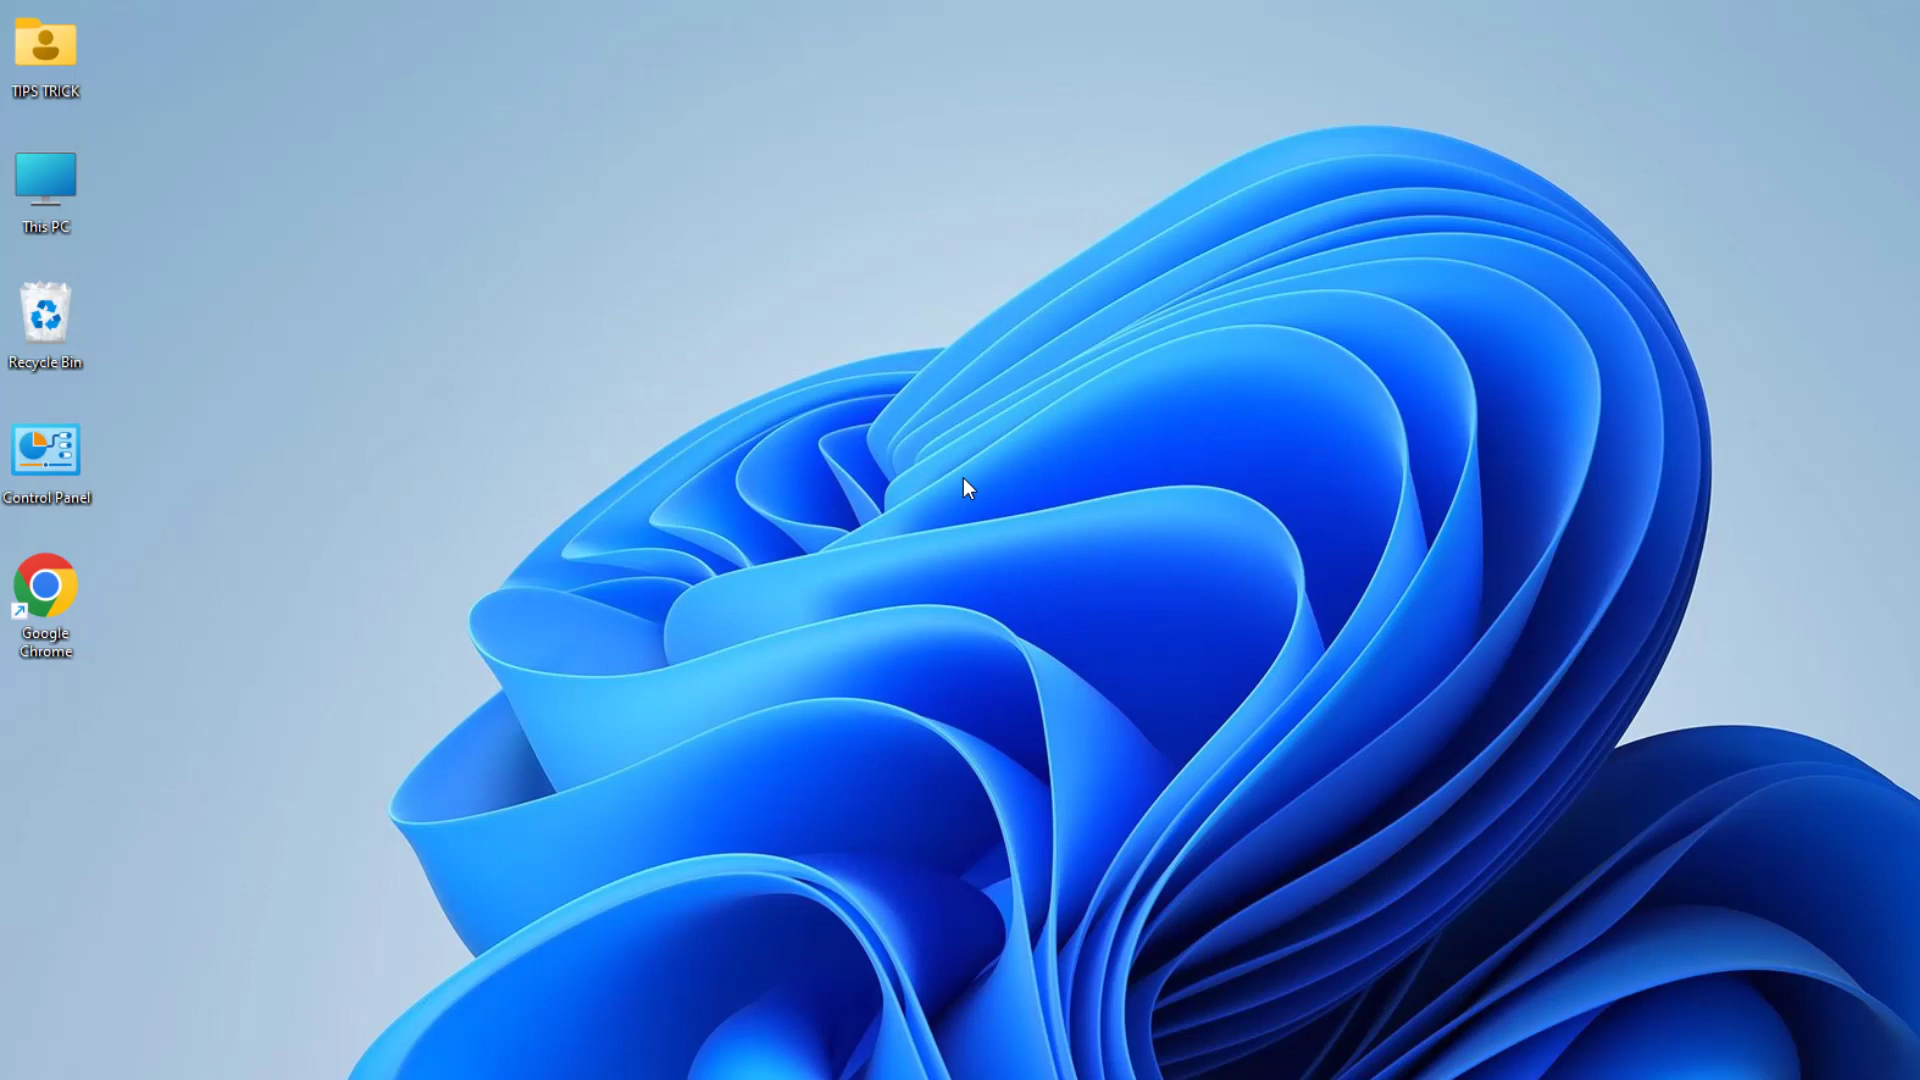 TIPS TRICK
This PC
Recycle Bin
Control Panel
Google
Chrome